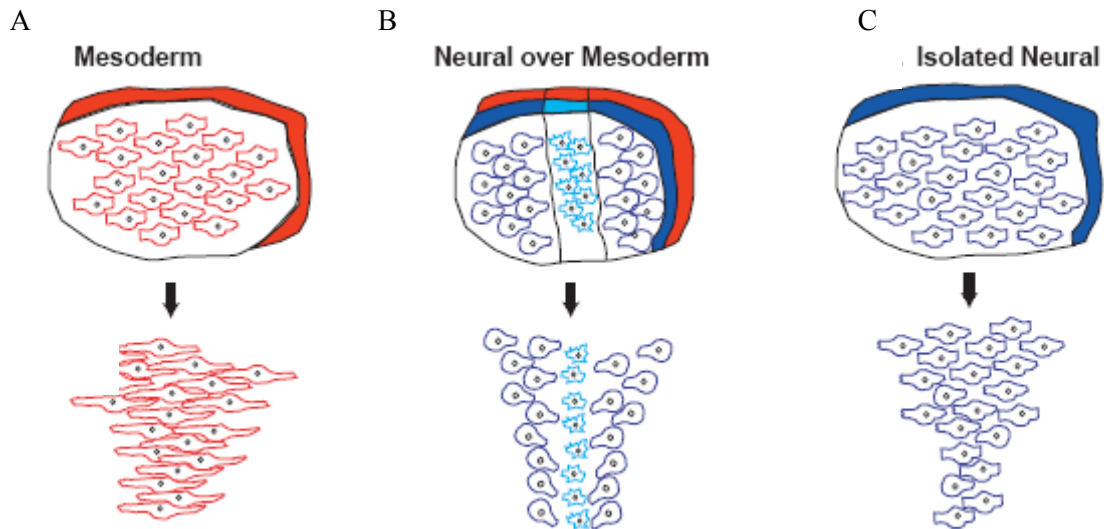 A
B
C
Mesoderm
Neural over Mesoderm
Isolated Neural